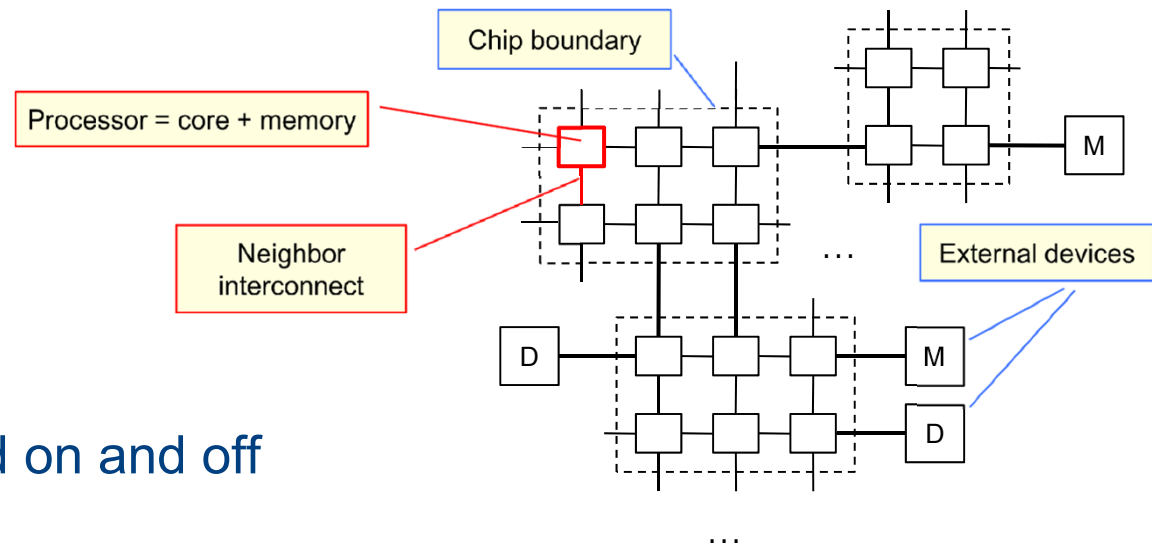 Chip boundary
Processor = core + memory
M
Neighbor
interconnect
...
External devices
D
M
D
on and off
...